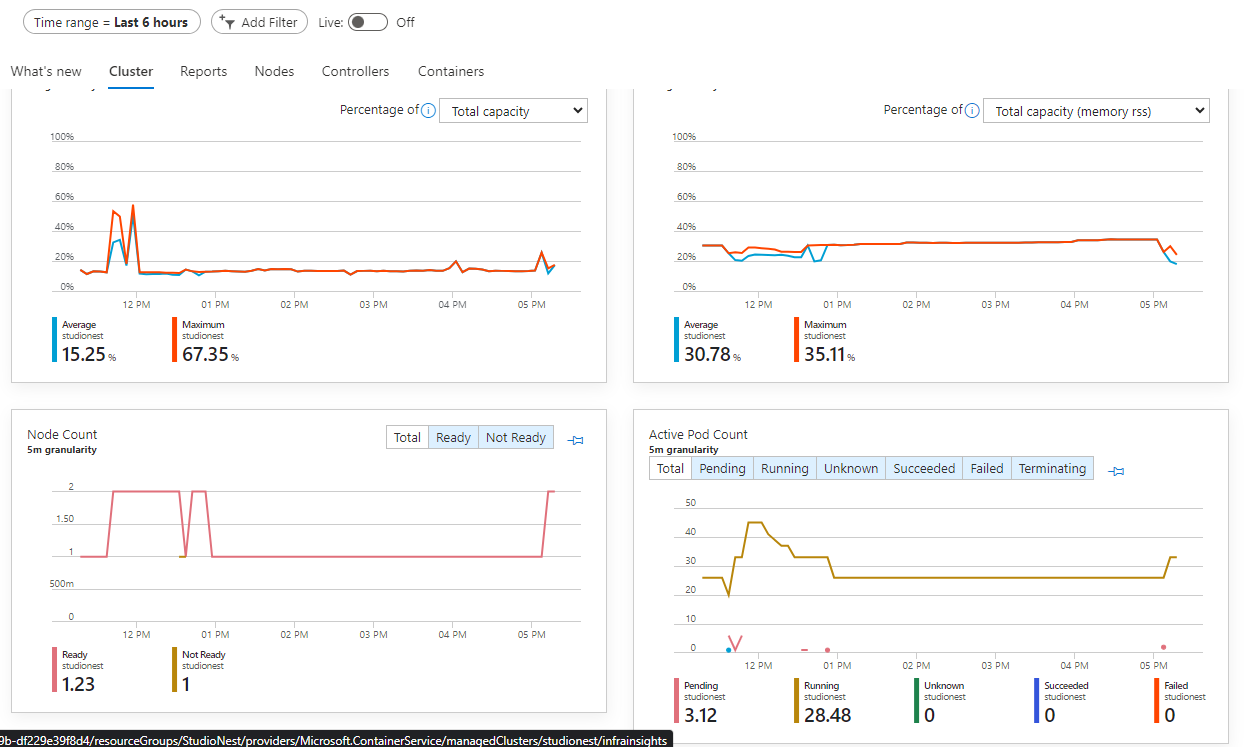 Time range = Last 6 hours Add Filter Live: Off
What's new Cluster Reports Nodes Controllers Containers
Percentage of Total capacity
100%
80%
60%
40%
20%
0%
12 PM 01 PM 02 PM 03 PM 04 PM 05 PM
Average Maximum
studionest studionest
15.25 % 67.35 %
Percentage of Total capacity (memory rss)
100%
80%
60%
40%
20%
0%
12 PM 01 PM 02 PM 03 PM 04 PM 05 PM
Average Maximum
studionest studionest
30.78 % 35.11 %
Node Count Total Ready Not Ready
5m granularity
2
1.50
1
500m
0
12 PM 01 PM 02 PM 03 PM 04 PM 05 PM
Ready Not Ready
studionest studionest
1.23 1
Active Pod Count
5m granularity
Total Pending Running Unknown Succeeded Failed Terminating
50
40
30
20
10
0
12 PM 01 PM 02 PM 03 PM 04 PM 05 PM
Pending Running Unknown Succeeded Failed
studionest studionest studionest studionest studionest
3.12 28.48 0 0 0
9b-df229e39f8d4/resourceGroups/StudioNest/providers/Microsoft.ContainerService/managedClusters/studionest/infrainsights